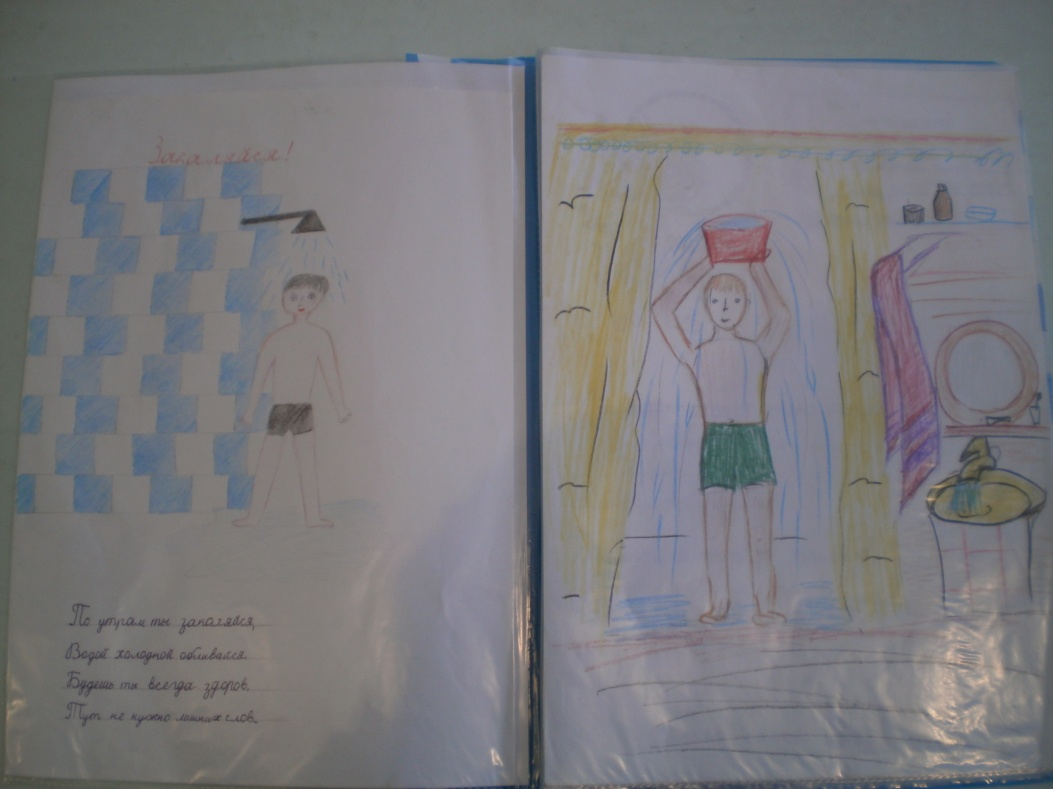 Закаляйся!
По утрам ты закаляйся,
Водой холодной обливайся.
Будешь ты всегда здоров.
Тут не нужно лишних слов.